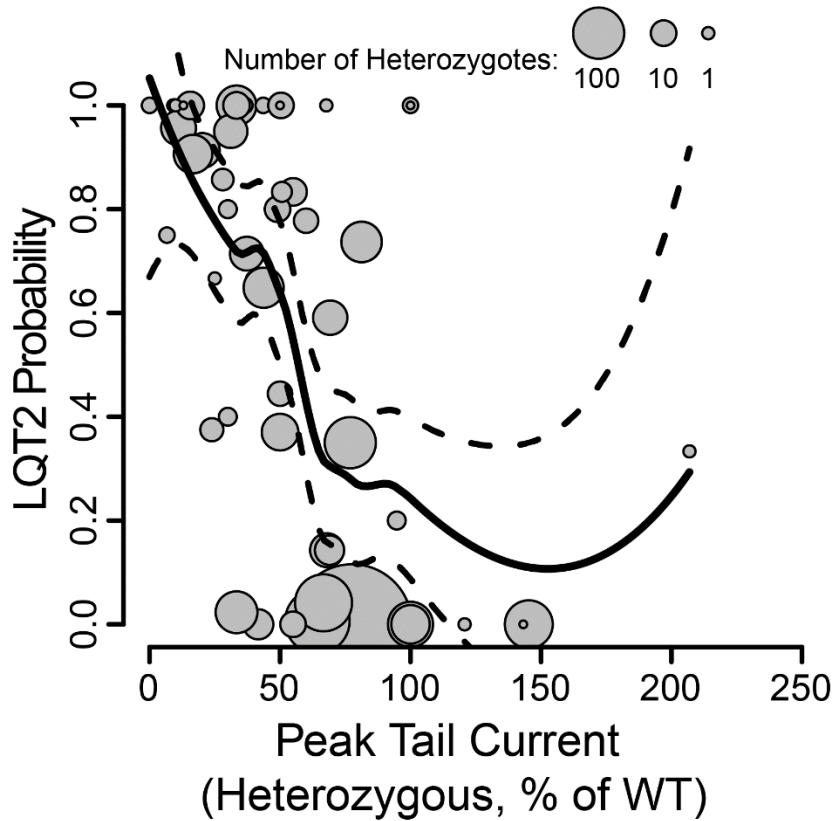 Number of Heterozygotes:
100 10 1
LQT2 Probability
1.0
0.8
0.6
0.4
0.2
0.0
0 50 100 150 200 250
Peak Tail Current
(Heterozygous, % of WT)